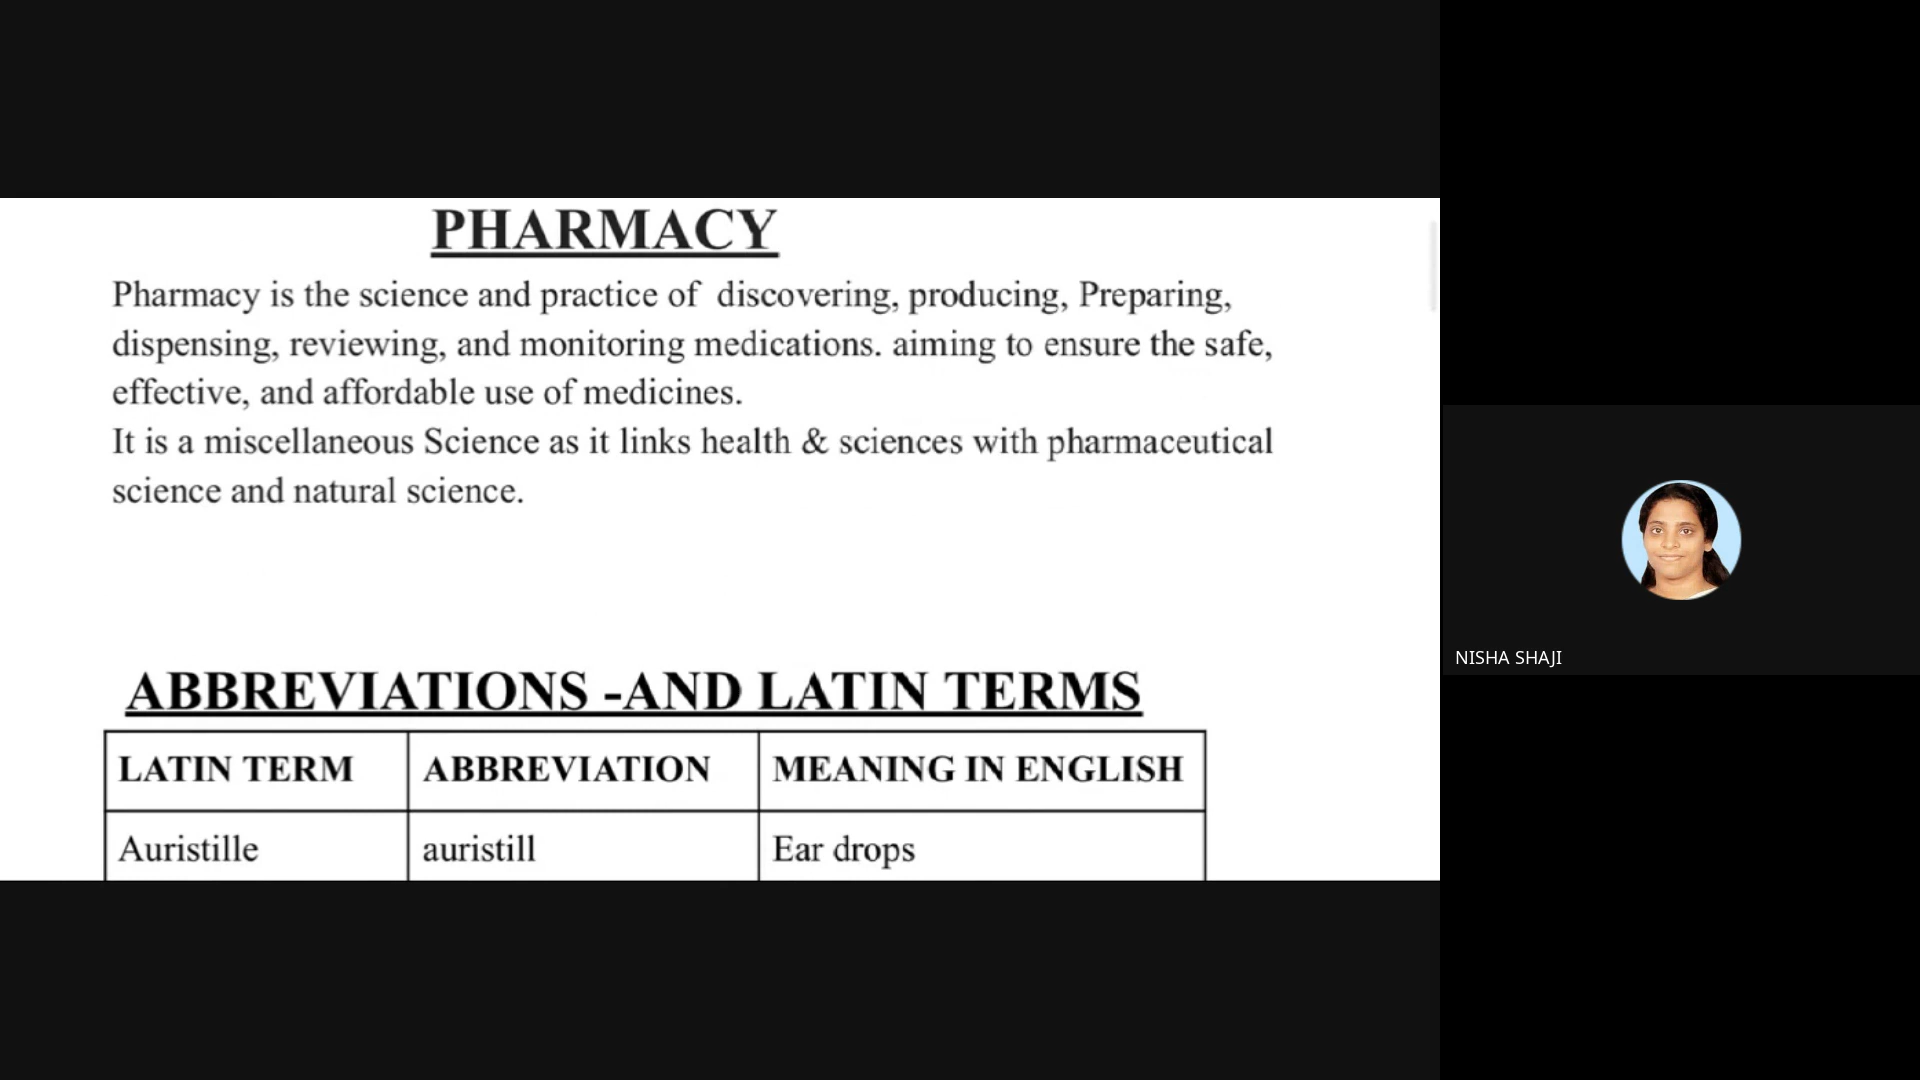 PHARMACY
Pharmacy is the science and practice of discovering, producing, Preparing,
dispensing, reviewing, and monitoring medications. aiming to ensure the safe,
effective, and affordable use of medicines.
It is a miscellaneous Science as it links health & sciences with pharmaceutical
science and natural science.
ABBREVIATIONS -AND LATIN TERMS
LATIN TERM ABBREVIATION MEANING IN ENGLISH
Auristille auristill Ear drops
NISHA SHAJI